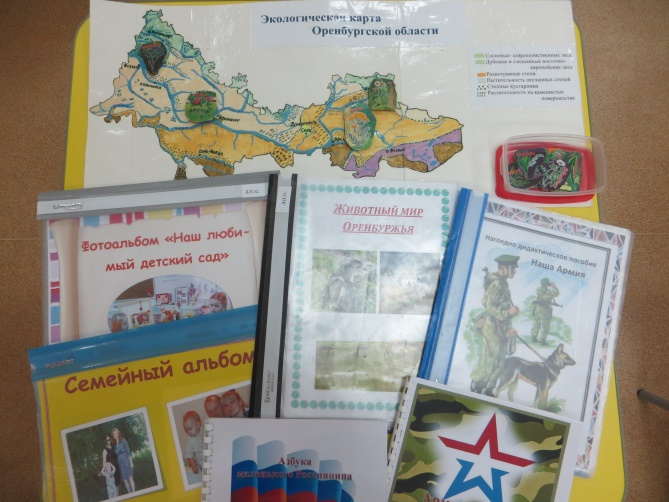 Экологическая карта
Оренбургской области
Сосновые- широколиственные леса
Дубовые и смешанные восточно-
европейские леса
Разнотравные степи
Растительность песчаных степей
Степные кустарники
Растительность на каменистых
поверхностях
Фотоальбом «Наш люби-
мый детский сад»
Животный мир
Оренбуржья
Наглядно дидактическое пособие
Наша Армия
Семейный альбом
Азбука
маленького Россиянина